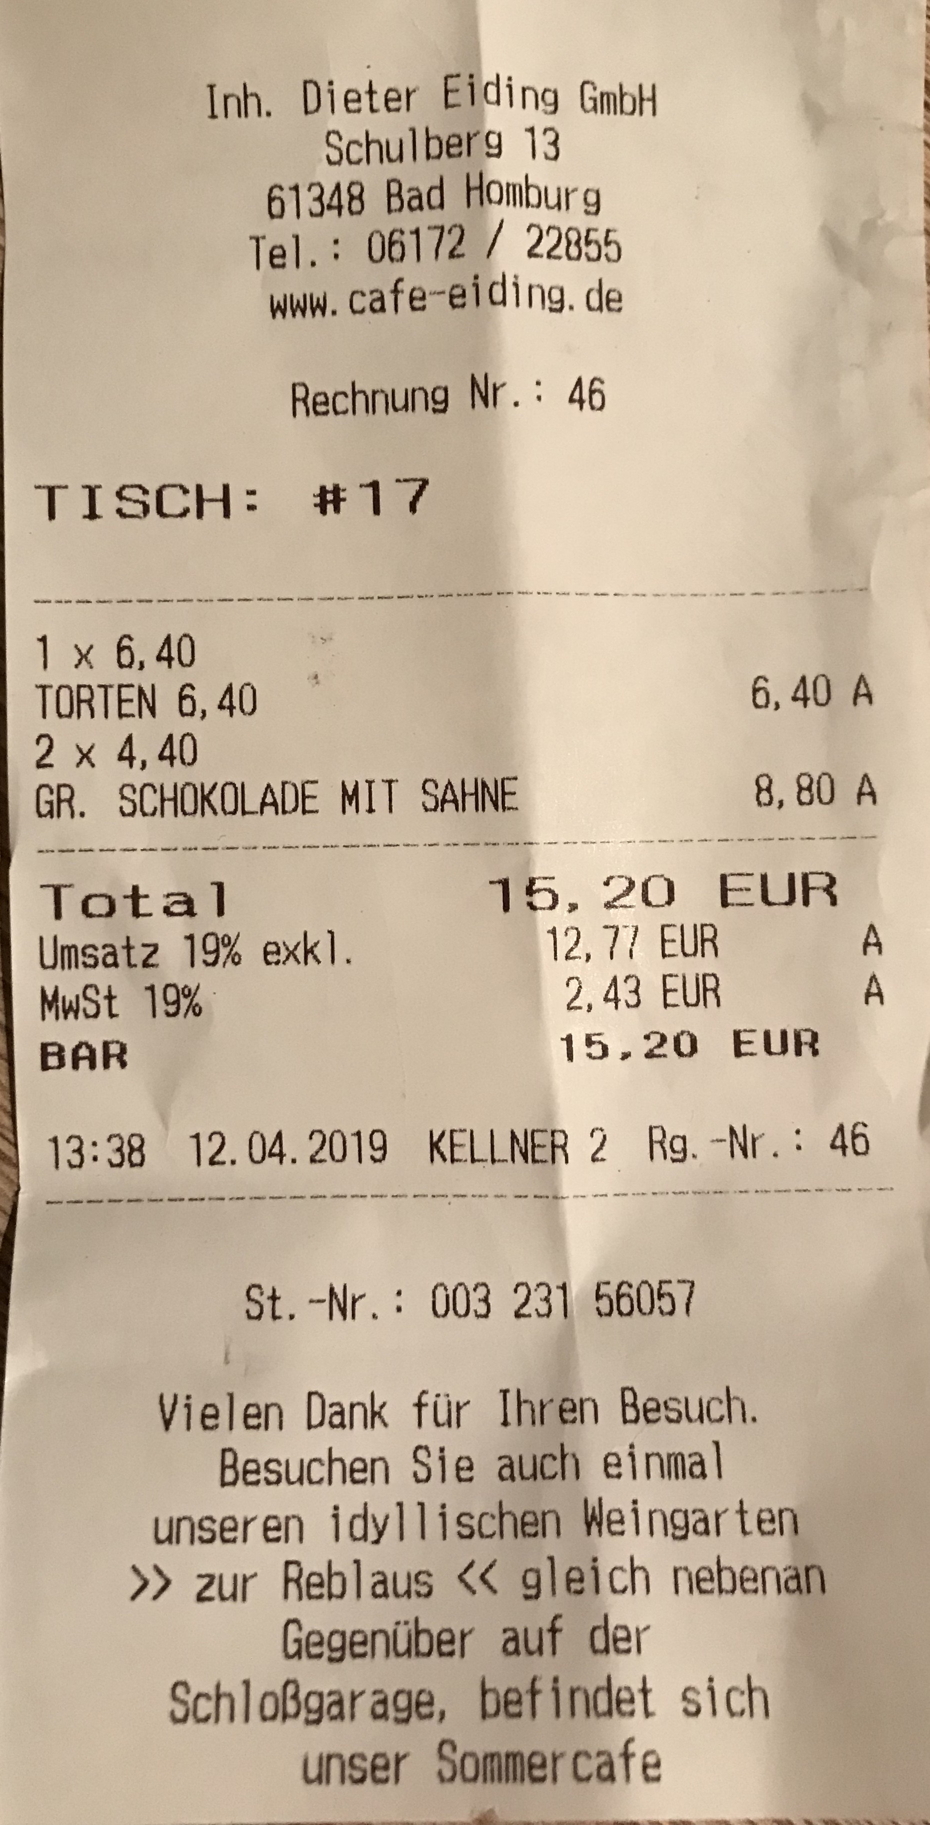 Inh. Dieter Eiding GmbH
Schulberg 13
61348 Bad Homburg
Tel.: 06172 / 22855
www.cafe-eiding.de
Rechnung Nr.: 46
TISCH: #17
1 x 6,40
TORTEN 6,40 6,40 A
2 x 4,40
GR. SCHOKOLADE MIT SAHNE 8,80 A
Total 15,20 EUR
Umsatz 19% exkl. 12,77 EUR A
MwSt 19% 2,43 EUR A
BAR 15,20 EUR
13:38 12.04.2019 KELLNER 2 Rg.-Nr.: 46
St.-Nr.: 003 231 56057
Vielen Dank für Ihren Besuch.
Besuchen Sie auch einmal
unseren idyllischen Weingarten
>> zur Reblaus << gleich nebenan
Gegenüber auf der
Schloßgarage, befindet sich
unser Sommercafe